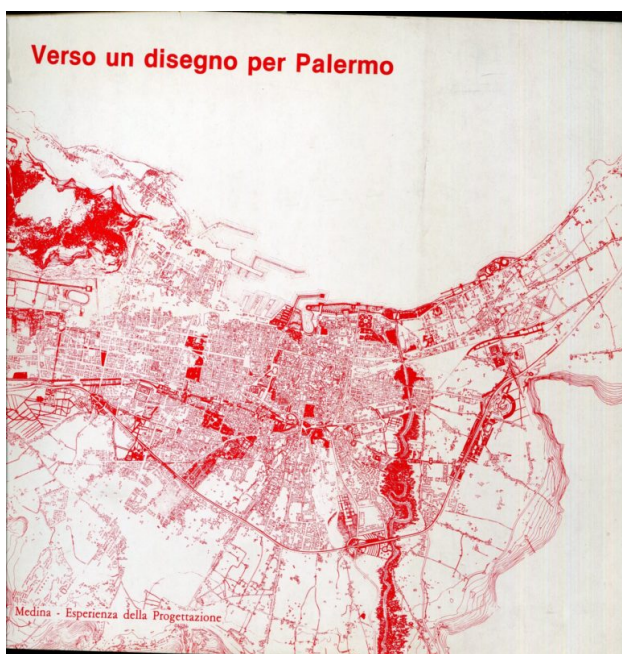 Verso un disegno per Palermo
Medina - Esperienza della Progettazione